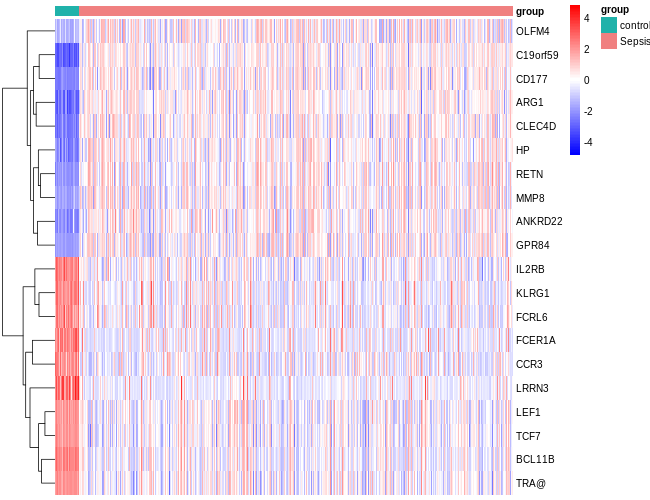 group
OLFM4
C19orf59
CD177
ARG1
CLEC4D
HP
RETN
MMP8
ANKRD22
GPR84
IL2RB
KLRG1
FCRL6
FCER1A
CCR3
LRRN3
LEF1
TCF7
BCL11B
TRA@
4
2
0
-2
-4
group
control
Sepsis